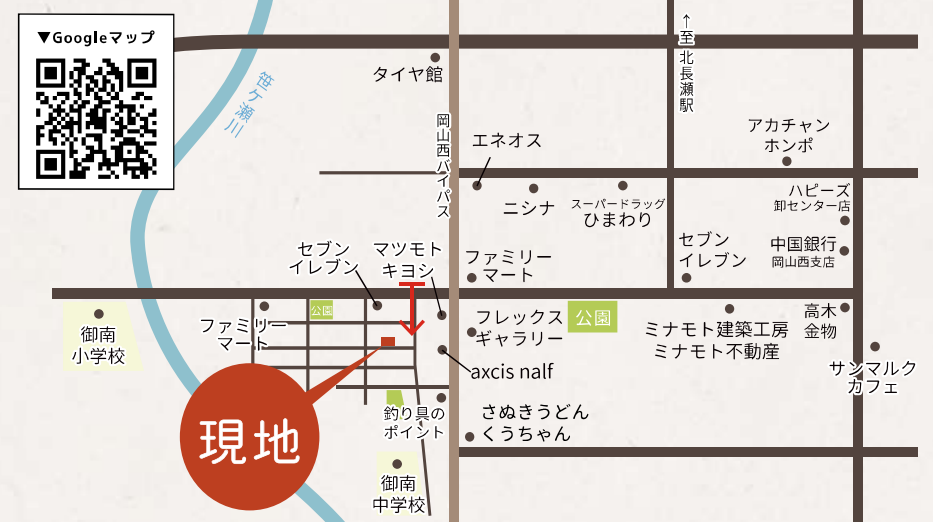 ▼Googleマップ
笹ヶ瀬川
タイヤ館
岡山西バイパス
↑至 北長瀬駅
エネオス
ニシナ
スーパードラッグ
ひまわり
アカチャン
ホンポ
ハピーズ
卸センター店
中国銀行
岡山西支店
セブン
イレブン
ファミリー
マート
セブン
イレブン
マツモト
キヨシ
御南
小学校
ファミリー
マート
公園
フレックス
ギャラリー
公園
ミナモト建築工房
ミナモト不動産
高木
金物
サンマルク
カフェ
axcis nalf
釣り具の
ポイント
さぬきうどん
くうちゃん
現地
御南
中学校